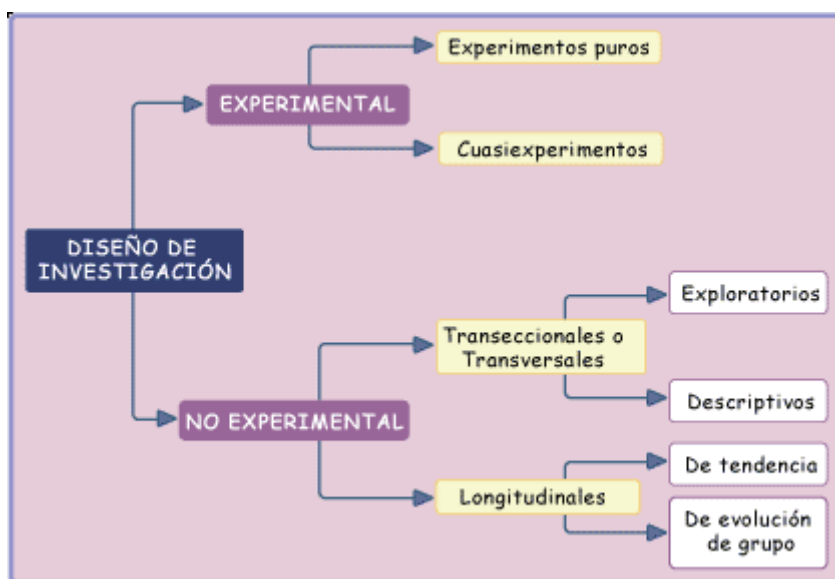 Experimentos puros
EXPERIMENTAL
Cuasiexperimentos
DISEÑO DE
INVESTIGACIÓN
Exploratorios
Transeccionales o
Transversales
Descriptivos
NO EXPERIMENTAL
De tendencia
Longitudinales
De evolución
de grupo